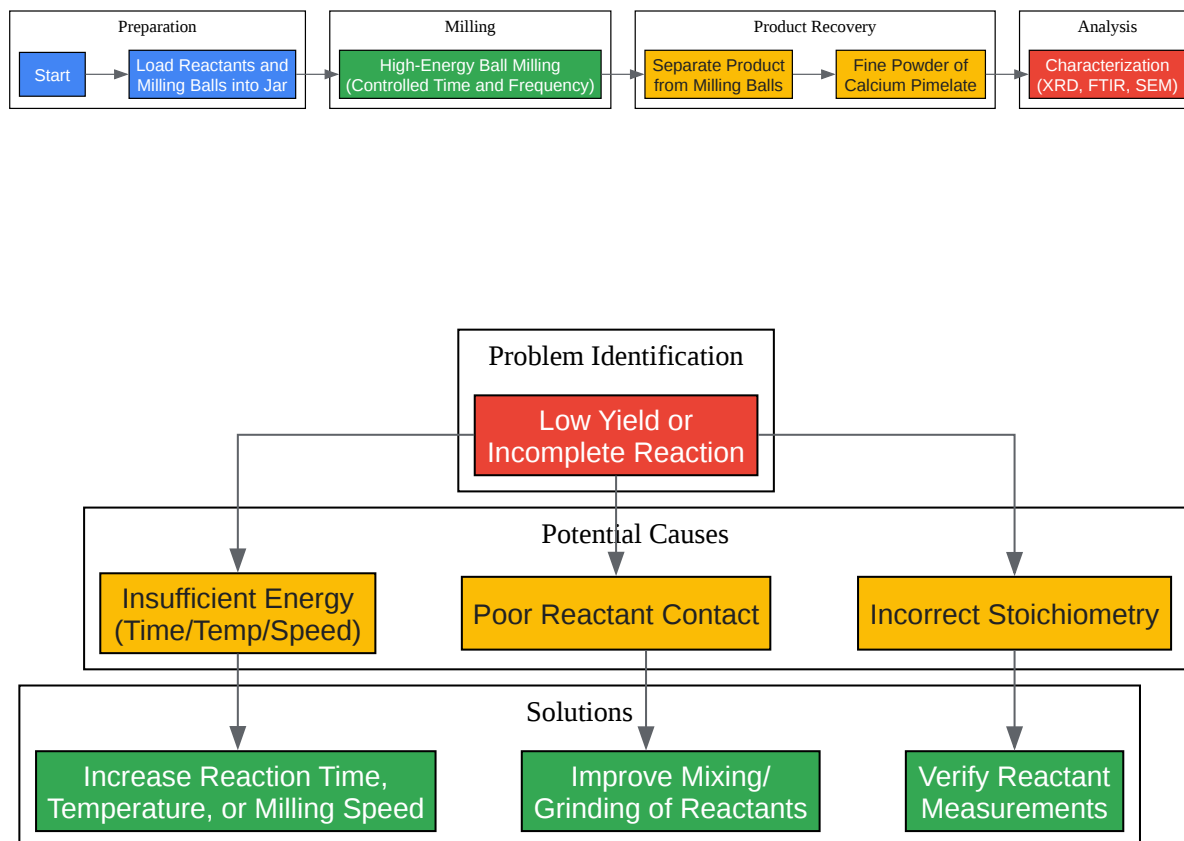 Preparation
Start
Load Reactants and
Milling Balls into Jar
Milling
High-Energy Ball Milling
(Controlled Time and Frequency)
Product Recovery
Separate Product
from Milling Balls
Fine Powder of
Calcium Pimelate
Analysis
Characterization
(XRD, FTIR, SEM)
Problem Identification
Low Yield or
Incomplete Reaction
Potential Causes
Insufficient Energy
(Time/Temp/Speed)
Poor Reactant Contact
Incorrect Stoichiometry
Solutions
Increase Reaction Time,
Temperature, or Milling Speed
Improve Mixing/
Grinding of Reactants
Verify Reactant
Measurements